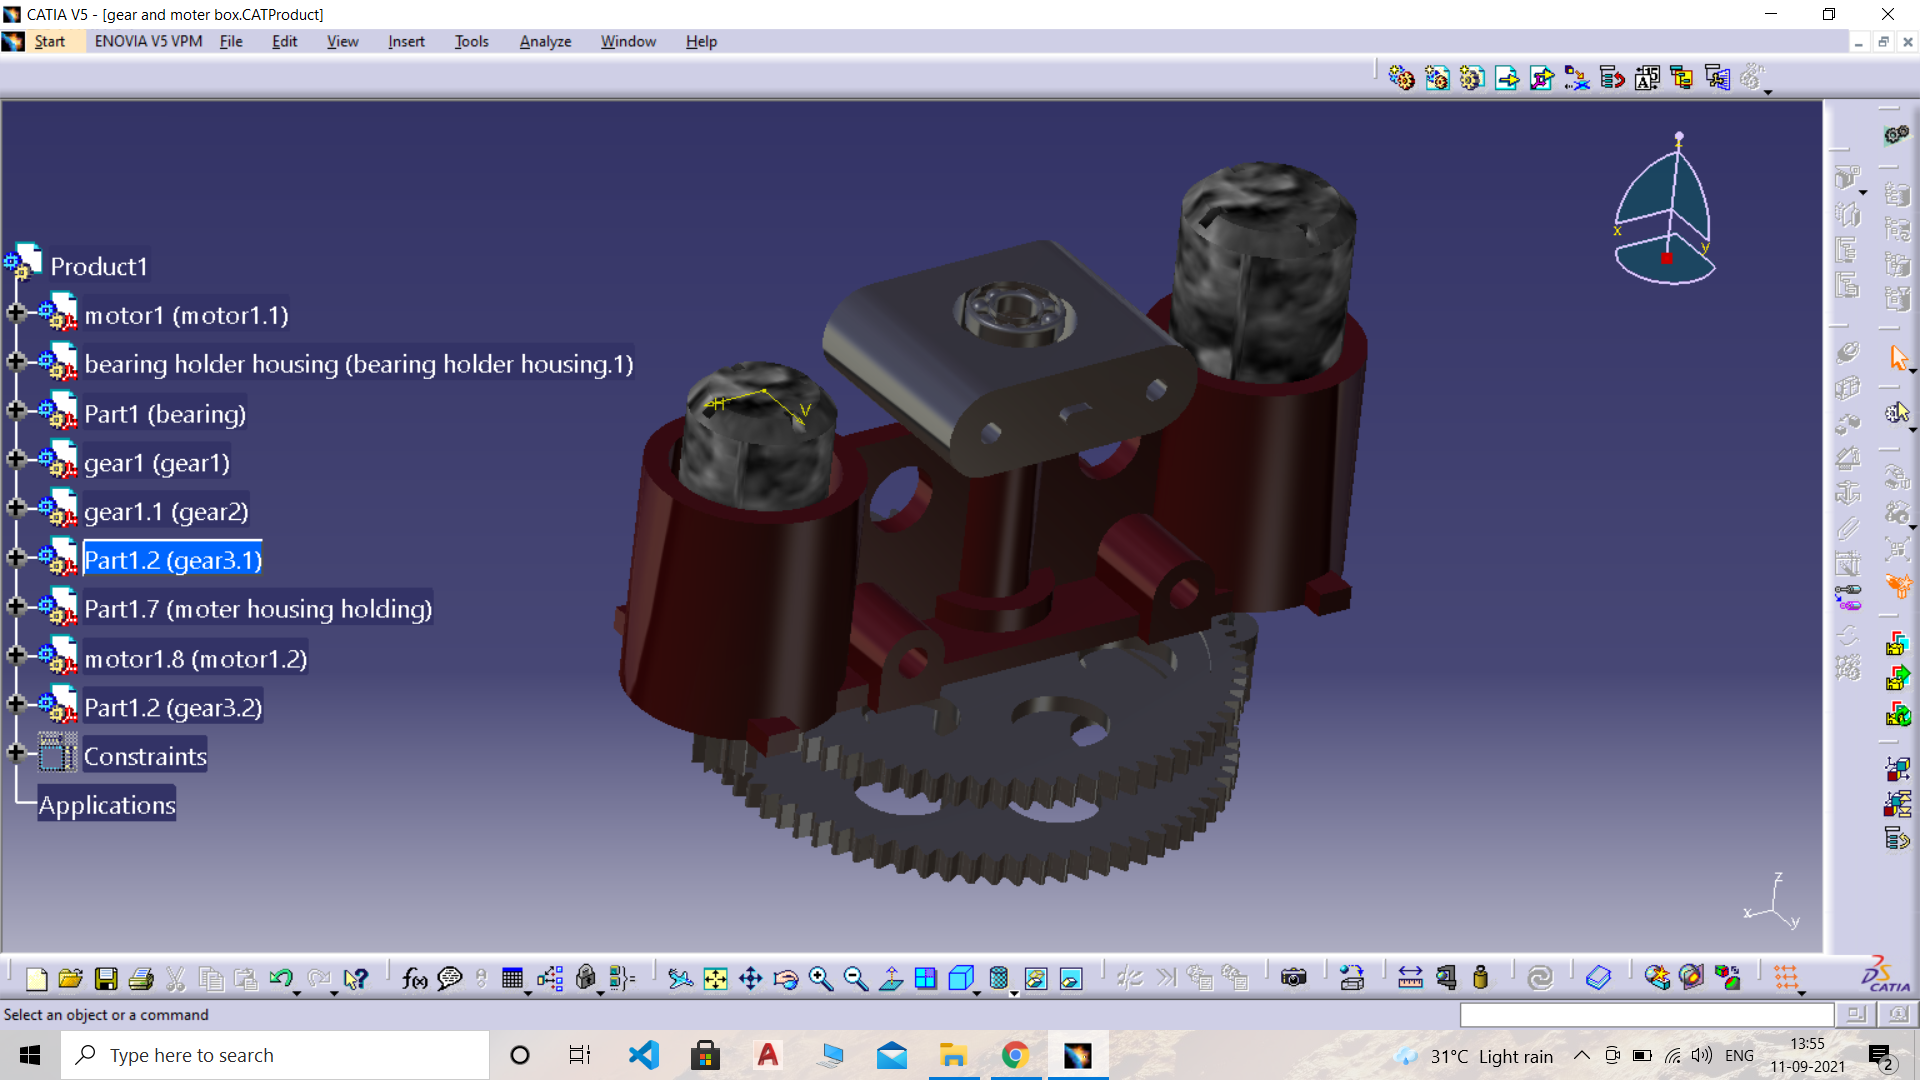 CATIA V5 - [gear and moter box.CATProduct]
Start ENOVIA V5 VPM File Edit View Insert Tools Analyze Window Help
z
x
y
Product1
motor1 (motor1.1)
bearing holder housing (bearing holder housing.1)
Part1 (bearing)
H
V
gear1 (gear1)
gear1.1 (gear2)
Part1.2 (gear3.1)
Part1.7 (moter housing holding)
motor1.8 (motor1.2)
Part1.2 (gear3.2)
Constraints
Applications
z
x
y
f(x)
CATIA
Select an object or a command
Type here to search
31°C Light rain
ENG
13:55
11-09-2021
2